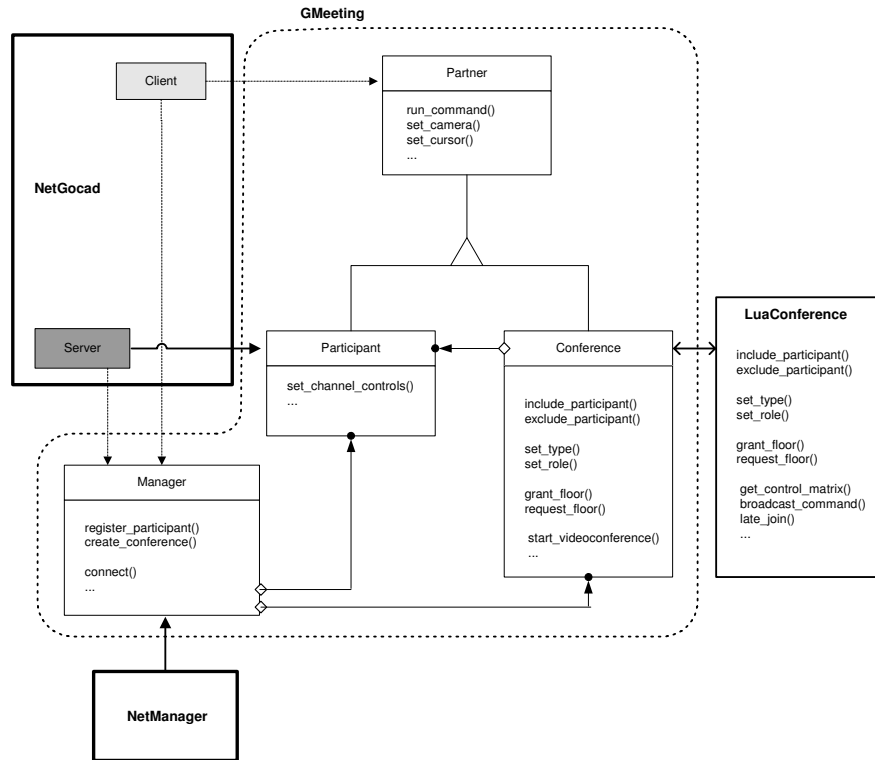 GMeeting
Client
NetGocad
Server
Partner
run_command()
set_camera()
set_cursor()
...
Participant
set_channel_controls()
...
Conference
include_participant()
exclude_participant()
set_type()
set_role()
grant_floor()
request_floor()
start_videoconference()
...
LuaConference
include_participant()
exclude_participant()
set_type()
set_role()
grant_floor()
request_floor()
get_control_matrix()
broadcast_command()
late_join()
...
Manager
register_participant()
create_conference()
connect()
...
NetManager